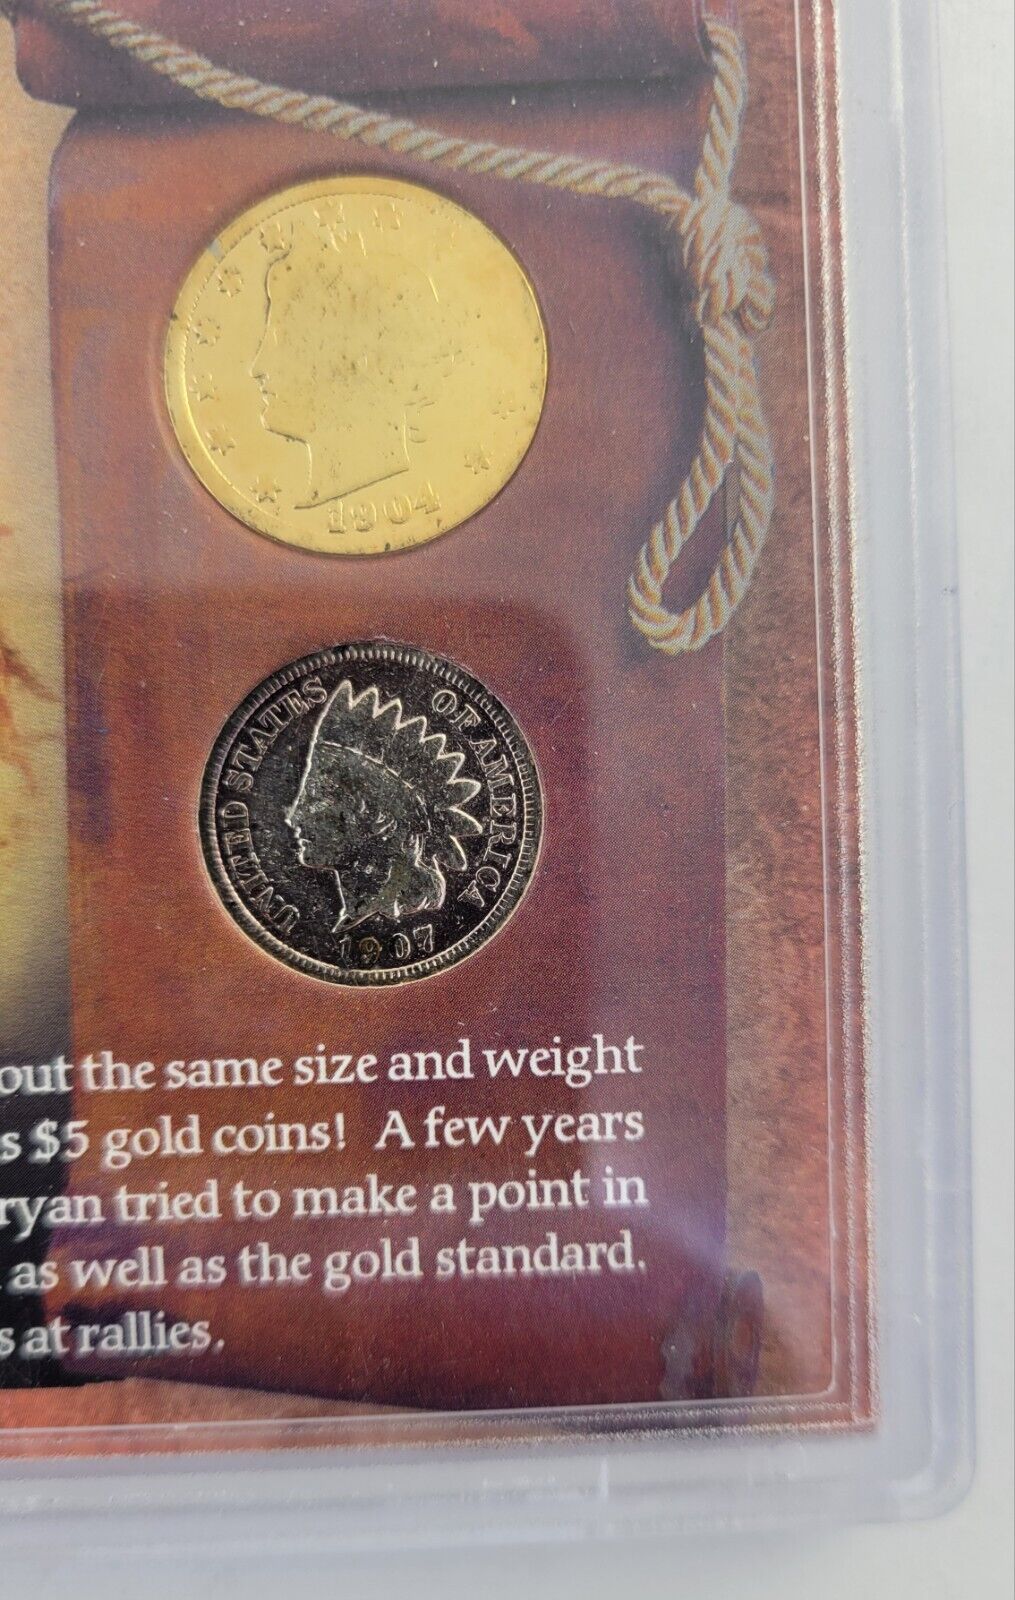 1904
UNITED STATES OF AMERICA
1907
out the same size and weight
s $5 gold coins! A few years
ryan tried to make a point in
as well as the gold standard.
s at rallies.